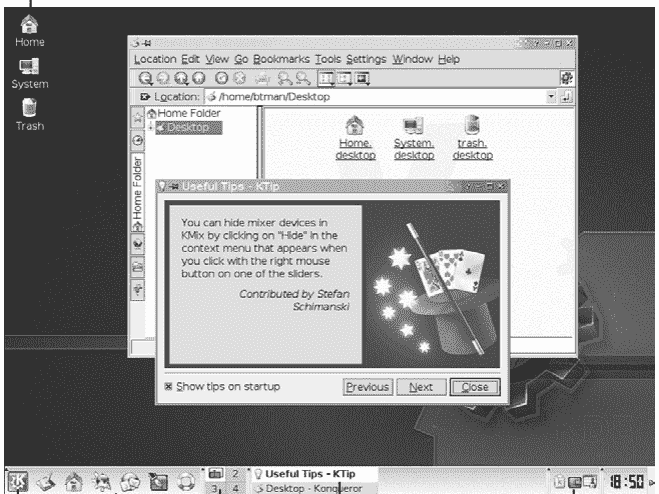 Home
System
Trash
Location Edit View Go Bookmarks Tools Settings Window Help
Location: /home/btman/Desktop
Home Folder
Desktop
Home Folder
Home.
desktop
System.
desktop
trash.
desktop
Useful Tips - KTip
You can hide mixer devices in
KMix by clicking on "Hide" in the
context menu that appears when
you click with the right mouse
button on one of the sliders.
Contributed by Stefan
Schimanski
Show tips on startup
Previous Next Close
2
3 4
Useful Tips - KTip
Desktop - Konqueror
18:50